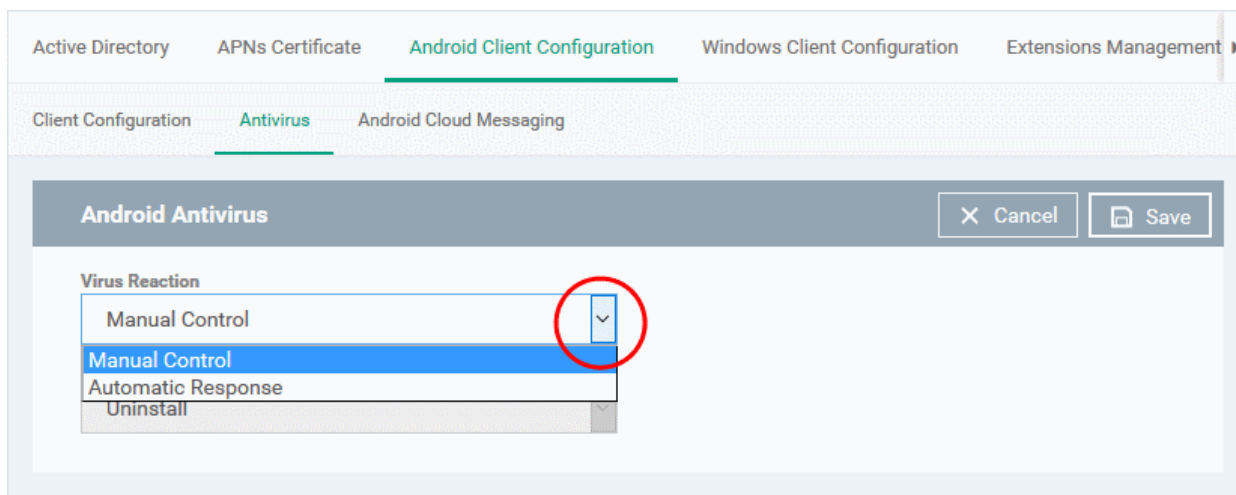 Active Directory APNs Certificate Android Client Configuration Windows Client Configuration Extensions Management
Client Configuration Antivirus Android Cloud Messaging
Android Antivirus Cancel Save
Virus Reaction
Manual Control
Manual Control
Automatic Response
Uninstall